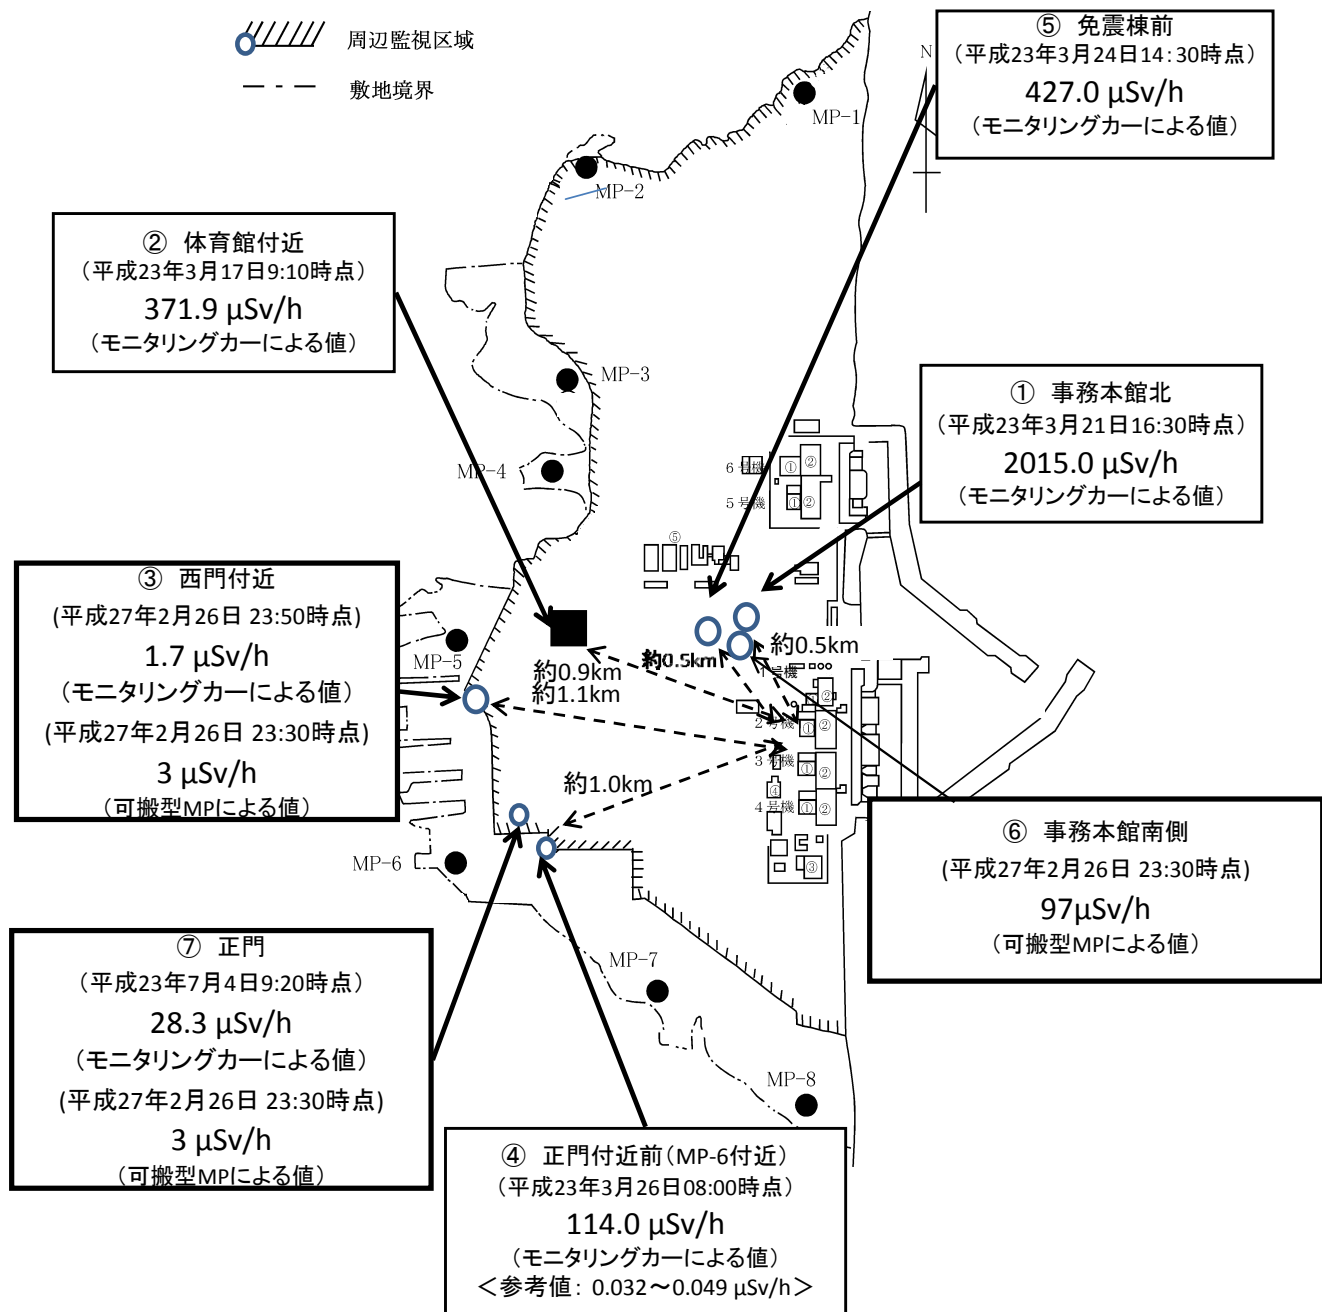 周辺監視区域
敷地境界
⑤ 免震棟前
(平成23年3月24日14:30時点)
427.0 μSv/h
(モニタリングカーによる値)
N
MP-1
MP-2
② 体育館付近
(平成23年3月17日9:10時点)
371.9 μSv/h
(モニタリングカーによる値)
MP-3
① 事務本館北
(平成23年3月21日16:30時点)
2015.0 μSv/h
(モニタリングカーによる値)
MP-4
6号機
① ②
5号機
① ②
⑤
③ 西門付近
(平成27年2月26日 23:50時点)
1.7 μSv/h
(モニタリングカーによる値)
(平成27年2月26日 23:30時点)
3 μSv/h
(可搬型MPによる値)
MP-5
約0.9km
約1.1km
約0.5km
約0.5km
1号機
②
2号機
① ②
3号機
① ②
④
4号機
① ②
③
約1.0km
MP-6
⑥ 事務本館南側
(平成27年2月26日 23:30時点)
97μSv/h
(可搬型MPによる値)
⑦ 正門
(平成23年7月4日9:20時点)
28.3 μSv/h
(モニタリングカーによる値)
(平成27年2月26日 23:30時点)
3 μSv/h
(可搬型MPによる値)
MP-7
MP-8
④ 正門付近前(MP-6付近)
(平成23年3月26日08:00時点)
114.0 μSv/h
(モニタリングカーによる値)
<参考値: 0.032~0.049 μSv/h>